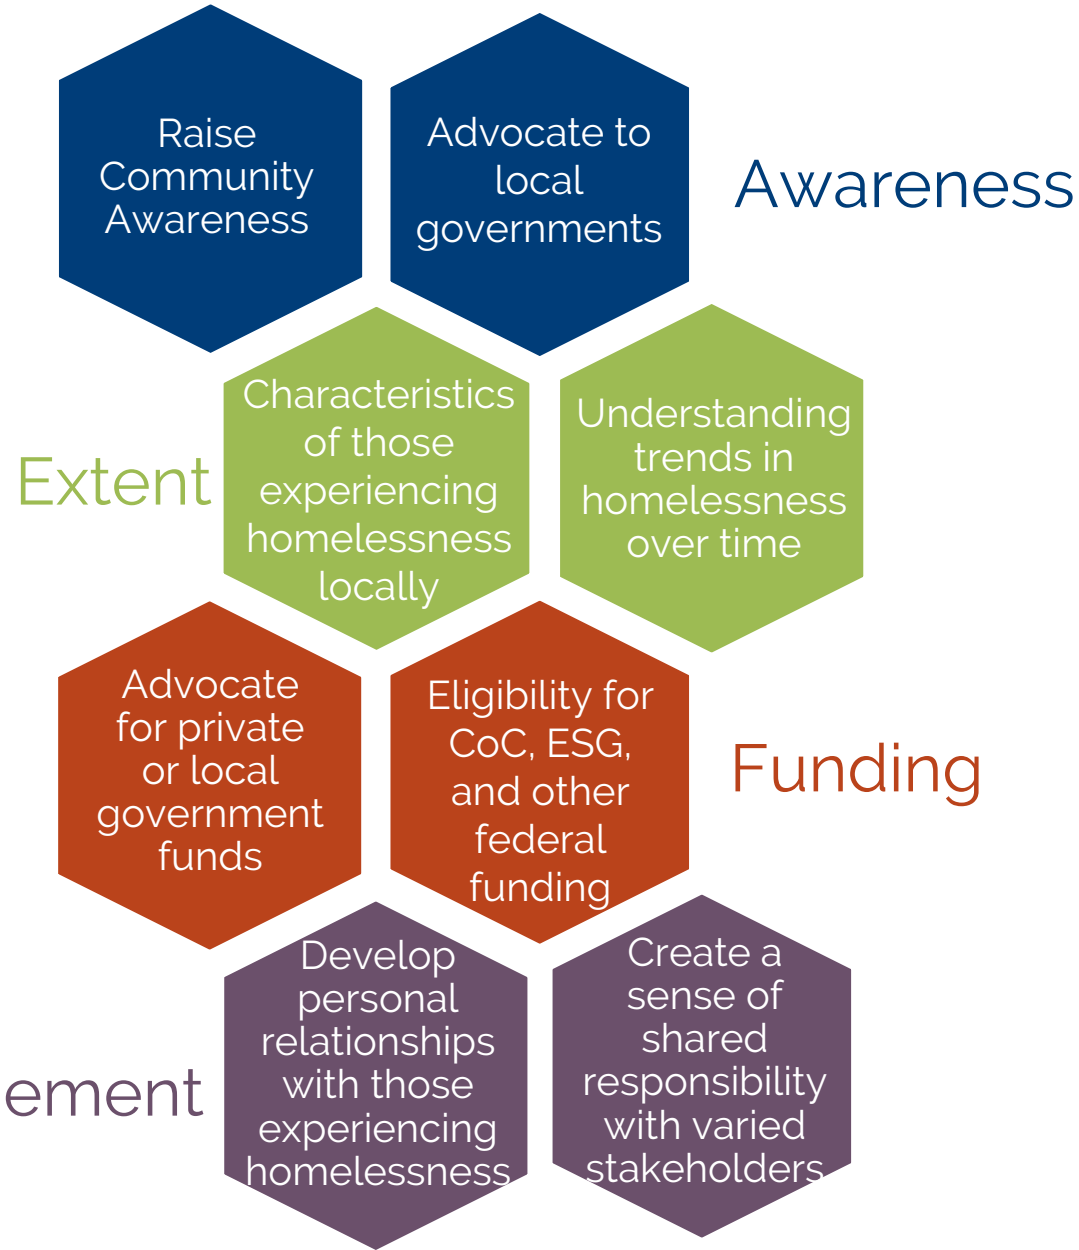 Raise
Community
Awareness
Advocate to
local
governments
Awareness
Extent
Characteristics
of those
experiencing
homelessness
locally
Understanding
trends in
homelessness
over time
Advocate
for private
or local
government
funds
Eligibility for
CoC, ESG,
and other
federal
funding
Funding
ement
Develop
personal
relationships
with those
experiencing
homelessness
Create a
sense of
shared
responsibility
with varied
stakeholders